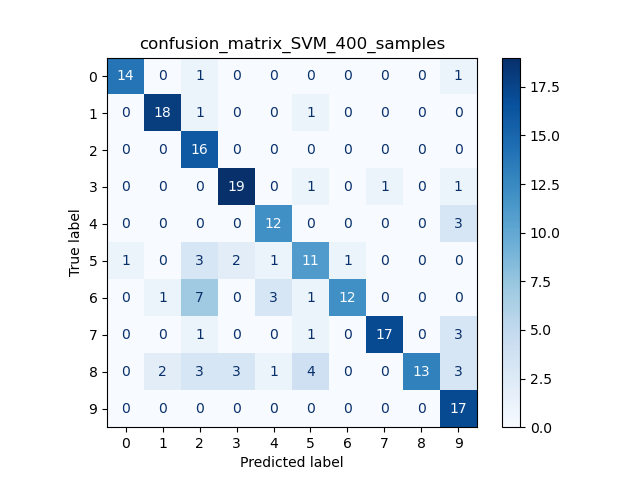 confusion_matrix_SVM_400_samples
0 14 0 1 0 0 0 0 0 0 1
1 0 18 1 0 0 1 0 0 0 0
2 0 0 16 0 0 0 0 0 0 0
3 0 0 0 19 0 1 0 1 0 1
4 0 0 0 0 12 0 0 0 0 3
5 1 0 3 2 1 11 1 0 0 0
6 0 1 7 0 3 1 12 0 0 0
7 0 0 1 0 0 1 0 17 0 3
8 0 2 3 3 1 4 0 0 13 3
9 0 0 0 0 0 0 0 0 0 17
0 1 2 3 4 5 6 7 8 9
Predicted label
True label
17.5
15.0
12.5
10.0
7.5
5.0
2.5
0.0